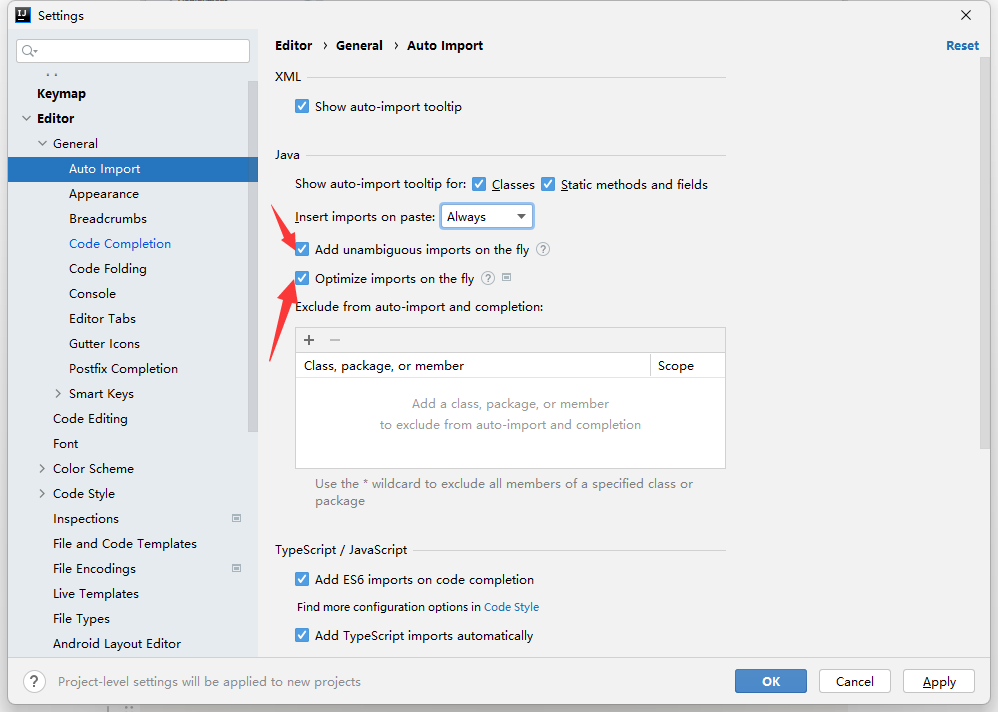 Settings
Keymap
Editor
General
Auto Import
Appearance
Breadcrumbs
Code Completion
Code Folding
Console
Editor Tabs
Gutter Icons
Postfix Completion
Smart Keys
Code Editing
Font
Color Scheme
Code Style
Inspections
File and Code Templates
File Encodings
Live Templates
File Types
Android Layout Editor
Editor › General › Auto Import
Reset
XML
Show auto-import tooltip
Java
Show auto-import tooltip for: Classes Static methods and fields
Insert imports on paste: Always
Add unambiguous imports on the fly ?
Optimize imports on the fly ?
Exclude from auto-import and completion:
+ −
Class, package, or member Scope
Add a class, package, or member
to exclude from auto-import and completion
Use the * wildcard to exclude all members of a specified class or
package
TypeScript / JavaScript
Add ES6 imports on code completion
Find more configuration options in Code Style
Add TypeScript imports automatically
? Project-level settings will be applied to new projects
OK Cancel Apply